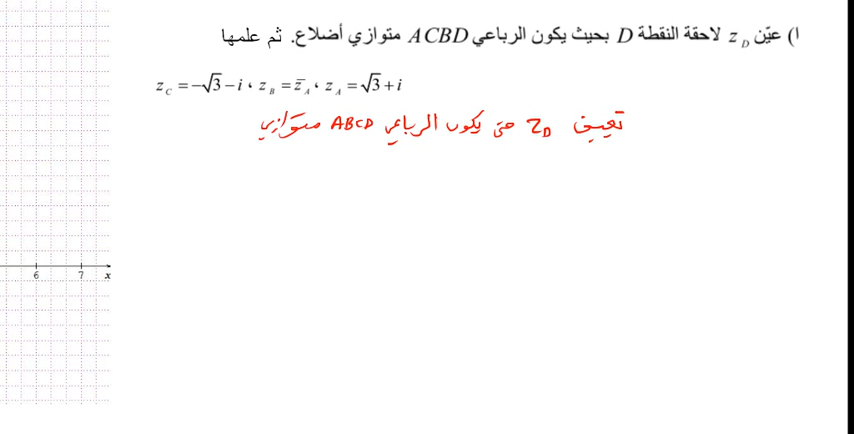 ا) عيّن z_D لاحقة النقطة D بحيث يكون الرباعي ACBD متوازي أضلاع. ثم علمها
z_A = √3 + i ، z_B = z̄_A ، z_C = −√3 − i
تعيين Z_D حتى يكون الرباعي ABCD متوازي
6 7 x